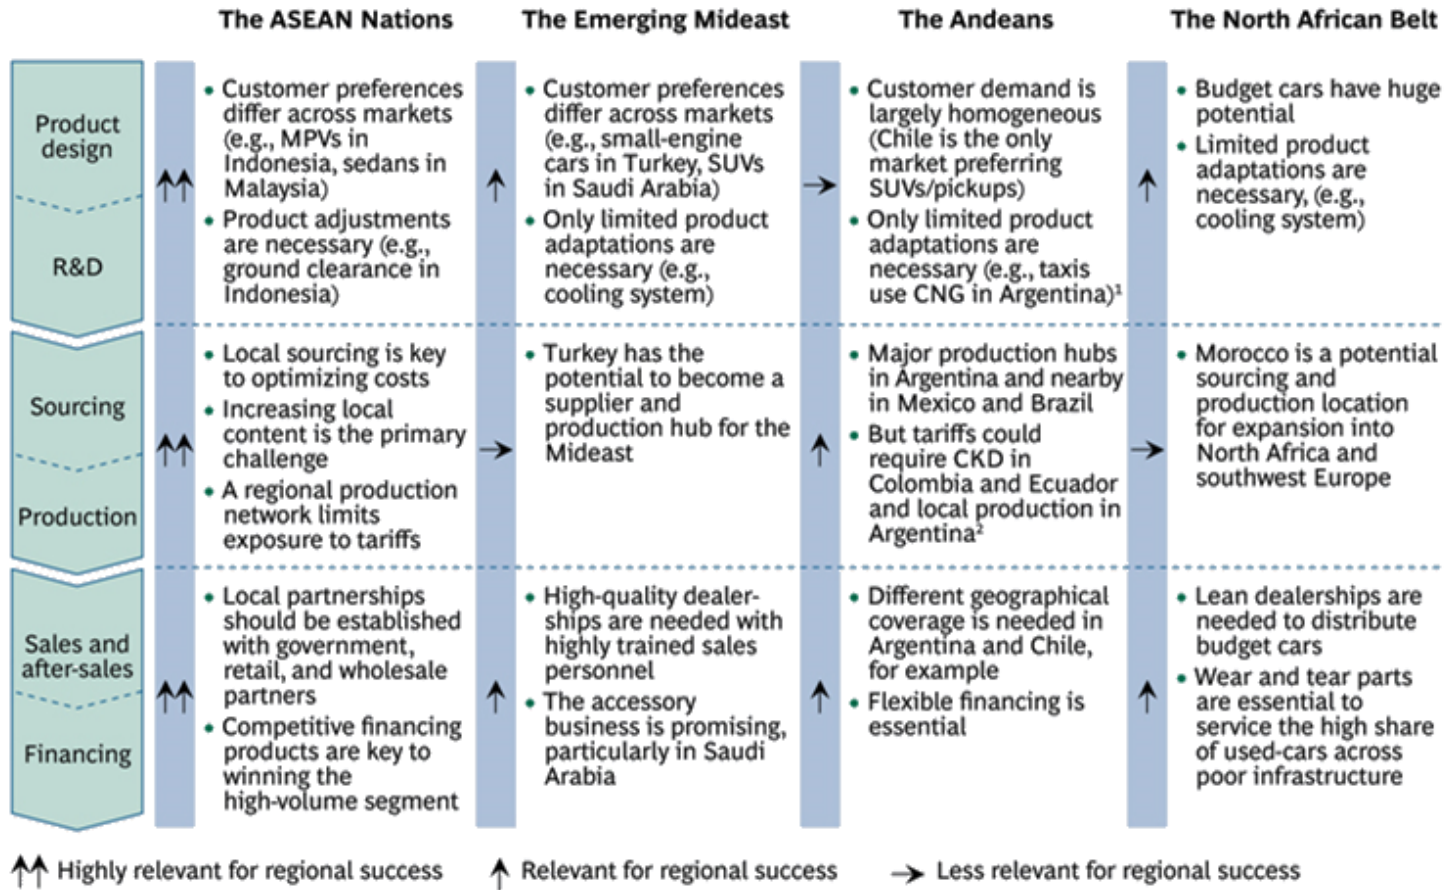 The ASEAN Nations
The Emerging Mideast
The Andeans
The North African Belt
Product
design
R&D
• Customer preferences
differ across markets
(e.g., MPVs in
Indonesia, sedans in
Malaysia)
• Product adjustments
are necessary (e.g.,
ground clearance in
Indonesia)
• Customer preferences
differ across markets
(e.g., small-engine
cars in Turkey, SUVs
in Saudi Arabia)
• Only limited product
adaptations are
necessary (e.g.,
cooling system)
• Customer demand is
largely homogeneous
(Chile is the only
market preferring
SUVs/pickups)
• Only limited product
adaptations are
necessary (e.g., taxis
use CNG in Argentina)¹
• Budget cars have huge
potential
• Limited product
adaptations are
necessary, (e.g.,
cooling system)
Sourcing
Production
• Local sourcing is key
to optimizing costs
• Increasing local
content is the primary
challenge
• A regional production
network limits
exposure to tariffs
• Turkey has the
potential to become a
supplier and
production hub for the
Mideast
• Major production hubs
in Argentina and nearby
in Mexico and Brazil
• But tariffs could
require CKD in
Colombia and Ecuador
and local production in
Argentina²
• Morocco is a potential
sourcing and
production location
for expansion into
North Africa and
southwest Europe
Sales and
after-sales
Financing
• Local partnerships
should be established
with government,
retail, and wholesale
partners
• Competitive financing
products are key to
winning the
high-volume segment
• High-quality dealer-
ships are needed with
highly trained sales
personnel
• The accessory
business is promising,
particularly in Saudi
Arabia
• Different geographical
coverage is needed in
Argentina and Chile,
for example
• Flexible financing is
essential
• Lean dealerships are
needed to distribute
budget cars
• Wear and tear parts
are essential to
service the high share
of used-cars across
poor infrastructure
Highly relevant for regional success
Relevant for regional success
Less relevant for regional success